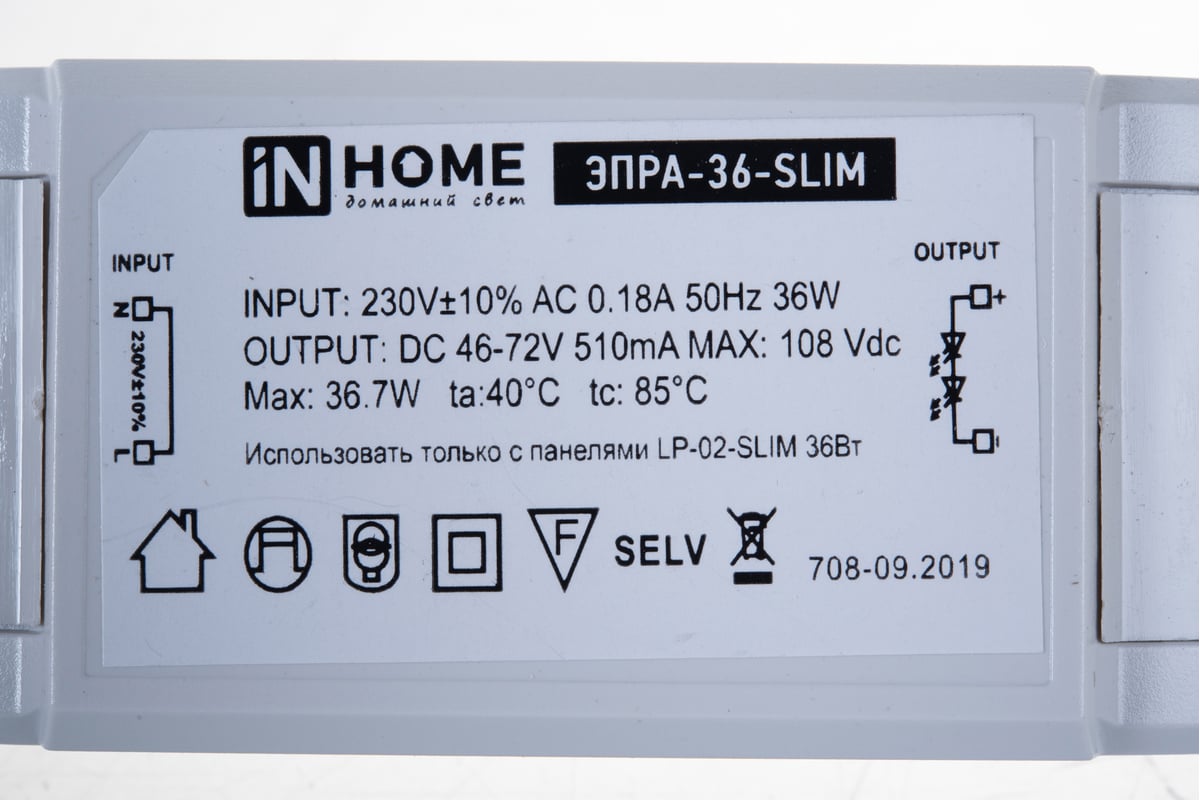 iN HOME
домашний свет
ЭПРА-36-SLIM
INPUT
N
230V±10%
L
INPUT: 230V±10% AC 0.18A 50Hz 36W
OUTPUT: DC 46-72V 510mA MAX: 108 Vdc
Max: 36.7W ta:40°C tc: 85°C
Использовать только с панелями LP-02-SLIM 36Вт
OUTPUT
+
-
F
SELV
708-09.2019